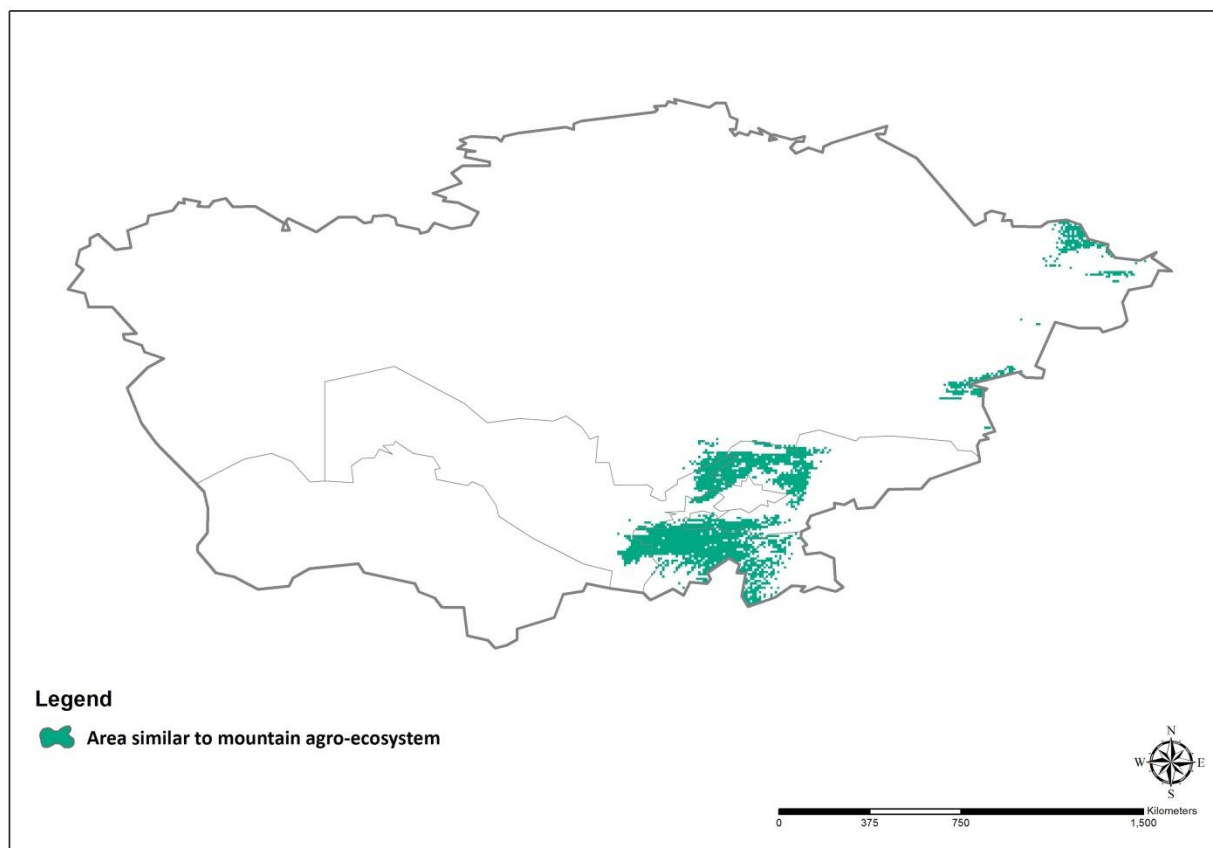 Legend
Area similar to mountain agro-ecosystem
N
W E
S
Kilometers
0 375 750 1,500